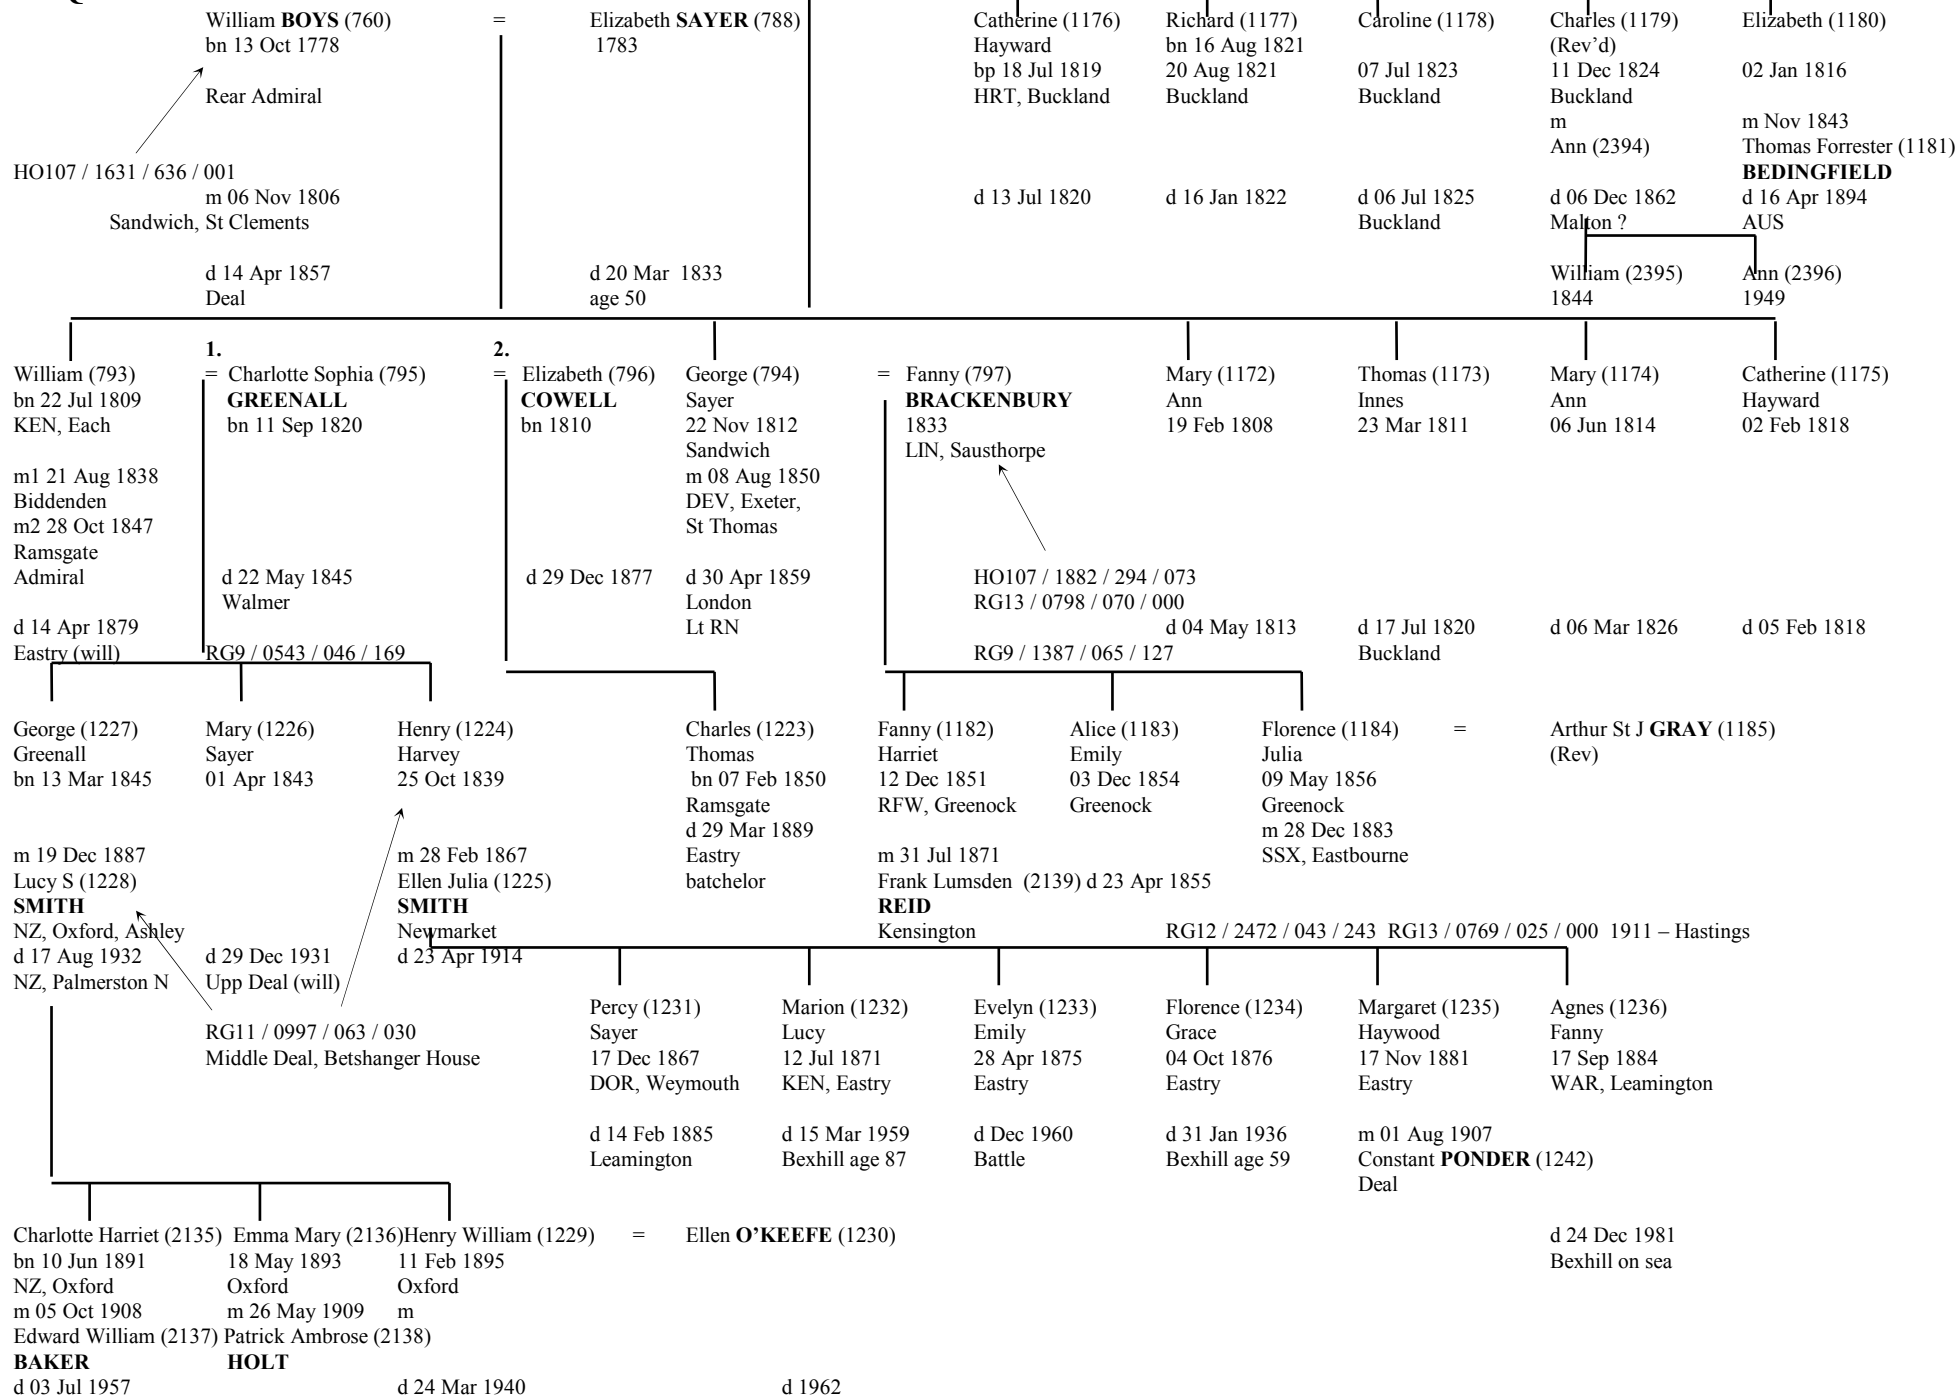 William BOYS (760) = Elizabeth SAYER (788) Catherine (1176) Richard (1177) Caroline (1178) Charles (1179) Elizabeth (1180)
bn 13 Oct 1778 1783 Hayward bn 16 Aug 1821 (Rev’d)
bp 18 Jul 1819 20 Aug 1821 07 Jul 1823 11 Dec 1824 02 Jan 1816
Rear Admiral HRT, Buckland Buckland Buckland Buckland
m m Nov 1843
Ann (2394) Thomas Forrester (1181)
HO107 / 1631 / 636 / 001 BEDINGFIELD
m 06 Nov 1806 d 13 Jul 1820 d 16 Jan 1822 d 06 Jul 1825 d 06 Dec 1862 d 16 Apr 1894
Sandwich, St Clements Buckland Malton ? AUS
d 14 Apr 1857 d 20 Mar 1833 William (2395) Ann (2396)
Deal age 50 1844 1949
1. 2.
William (793) = Charlotte Sophia (795) = Elizabeth (796) George (794) = Fanny (797) Mary (1172) Thomas (1173) Mary (1174) Catherine (1175)
bn 22 Jul 1809 GREENALL COWELL Sayer BRACKENBURY Ann Innes Ann Hayward
KEN, Each bn 11 Sep 1820 bn 1810 22 Nov 1812 1833 19 Feb 1808 23 Mar 1811 06 Jun 1814 02 Feb 1818
Sandwich LIN, Sausthorpe
m1 21 Aug 1838 m 08 Aug 1850
Biddenden DEV, Exeter,
m2 28 Oct 1847 St Thomas
Ramsgate
Admiral d 22 May 1845 d 29 Dec 1877 d 30 Apr 1859 HO107 / 1882 / 294 / 073
Walmer London RG13 / 0798 / 070 / 000
d 14 Apr 1879 Lt RN d 04 May 1813 d 17 Jul 1820 d 06 Mar 1826 d 05 Feb 1818
Eastry (will) RG9 / 0543 / 046 / 169 RG9 / 1387 / 065 / 127 Buckland
George (1227) Mary (1226) Henry (1224) Charles (1223) Fanny (1182) Alice (1183) Florence (1184) = Arthur St J GRAY (1185)
Greenall Sayer Harvey Thomas Harriet Emily Julia (Rev)
bn 13 Mar 1845 01 Apr 1843 25 Oct 1839 bn 07 Feb 1850 12 Dec 1851 03 Dec 1854 09 May 1856
Ramsgate RFW, Greenock Greenock Greenock
d 29 Mar 1889 m 28 Dec 1883
m 19 Dec 1887 m 28 Feb 1867 Eastry m 31 Jul 1871 SSX, Eastbourne
Lucy S (1228) Ellen Julia (1225) batchelor Frank Lumsden (2139) d 23 Apr 1855
SMITH SMITH REID
NZ, Oxford, Ashley Newmarket Kensington RG12 / 2472 / 043 / 243 RG13 / 0769 / 025 / 000 1911 – Hastings
d 17 Aug 1932 d 29 Dec 1931 d 23 Apr 1914
NZ, Palmerston N Upp Deal (will)
Percy (1231) Marion (1232) Evelyn (1233) Florence (1234) Margaret (1235) Agnes (1236)
RG11 / 0997 / 063 / 030 Sayer Lucy Emily Grace Haywood Fanny
Middle Deal, Betshanger House 17 Dec 1867 12 Jul 1871 28 Apr 1875 04 Oct 1876 17 Nov 1881 17 Sep 1884
DOR, Weymouth KEN, Eastry Eastry Eastry Eastry WAR, Leamington
d 14 Feb 1885 d 15 Mar 1959 d Dec 1960 d 31 Jan 1936 m 01 Aug 1907
Leamington Bexhill age 87 Battle Bexhill age 59 Constant PONDER (1242)
Deal
Charlotte Harriet (2135) Emma Mary (2136) Henry William (1229) = Ellen O’KEEFE (1230) d 24 Dec 1981
bn 10 Jun 1891 18 May 1893 11 Feb 1895 Bexhill on sea
NZ, Oxford Oxford Oxford
m 05 Oct 1908 m 26 May 1909 m
Edward William (2137) Patrick Ambrose (2138)
BAKER HOLT
d 03 Jul 1957 d 24 Mar 1940 d 1962